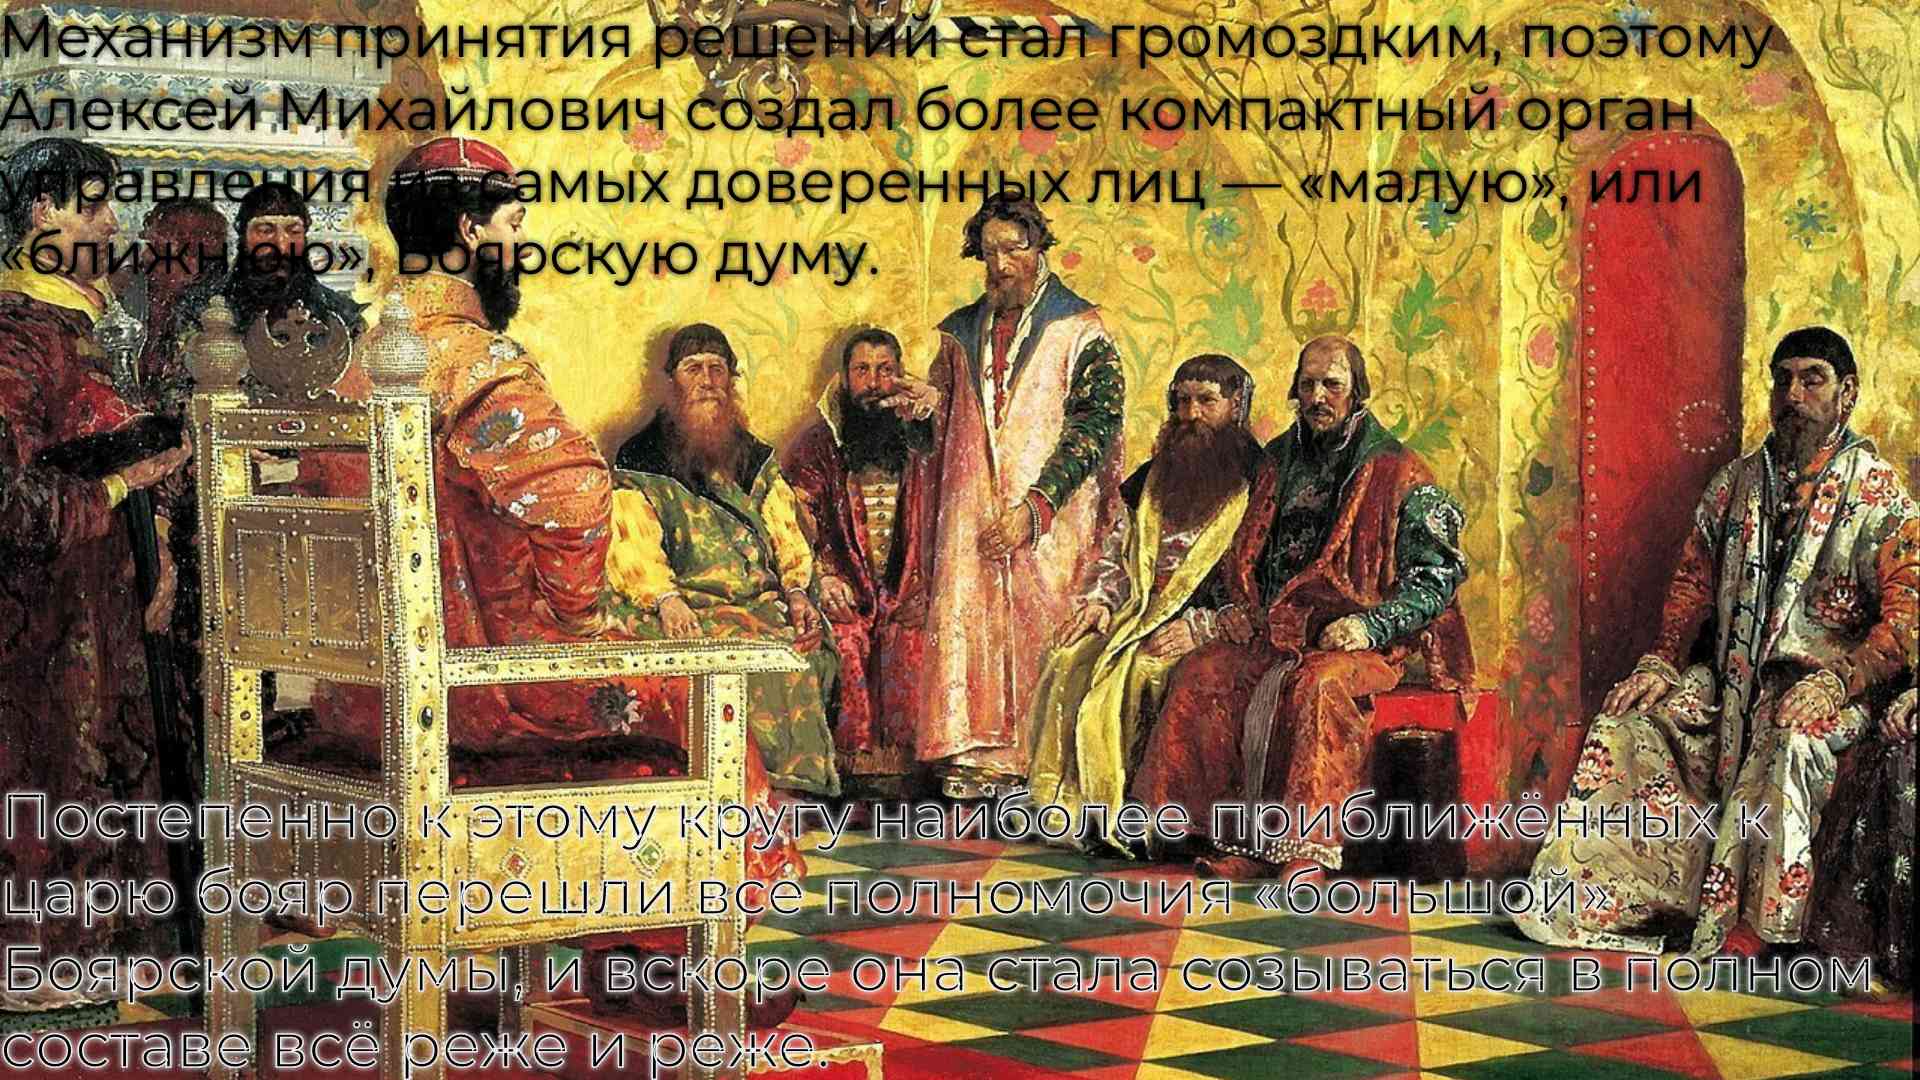 Механизм принятия решений стал громоздким, поэтому
Алексей Михайлович создал более компактный орган
управления из самых доверенных лиц — «малую», или
«ближнюю», Боярскую думу.
Постепенно к этому кругу наиболее приближённых к
царю бояр перешли все полномочия «большой»
Боярской думы, и вскоре она стала созываться в полном
составе всё реже и реже.